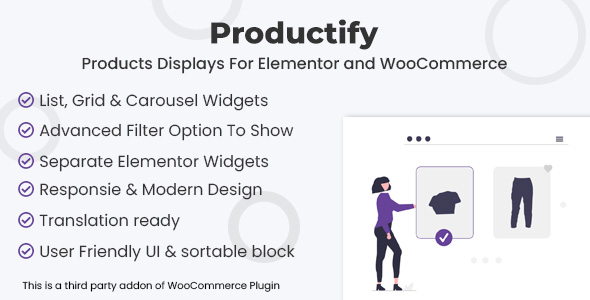 Productify
Products Displays For Elementor and WooCommerce
List, Grid & Carousel Widgets
Advanced Filter Option To Show
Separate Elementor Widgets
Responsie & Modern Design
Translation ready
User Friendly UI & sortable block
This is a third party addon of WooCommerce Plugin